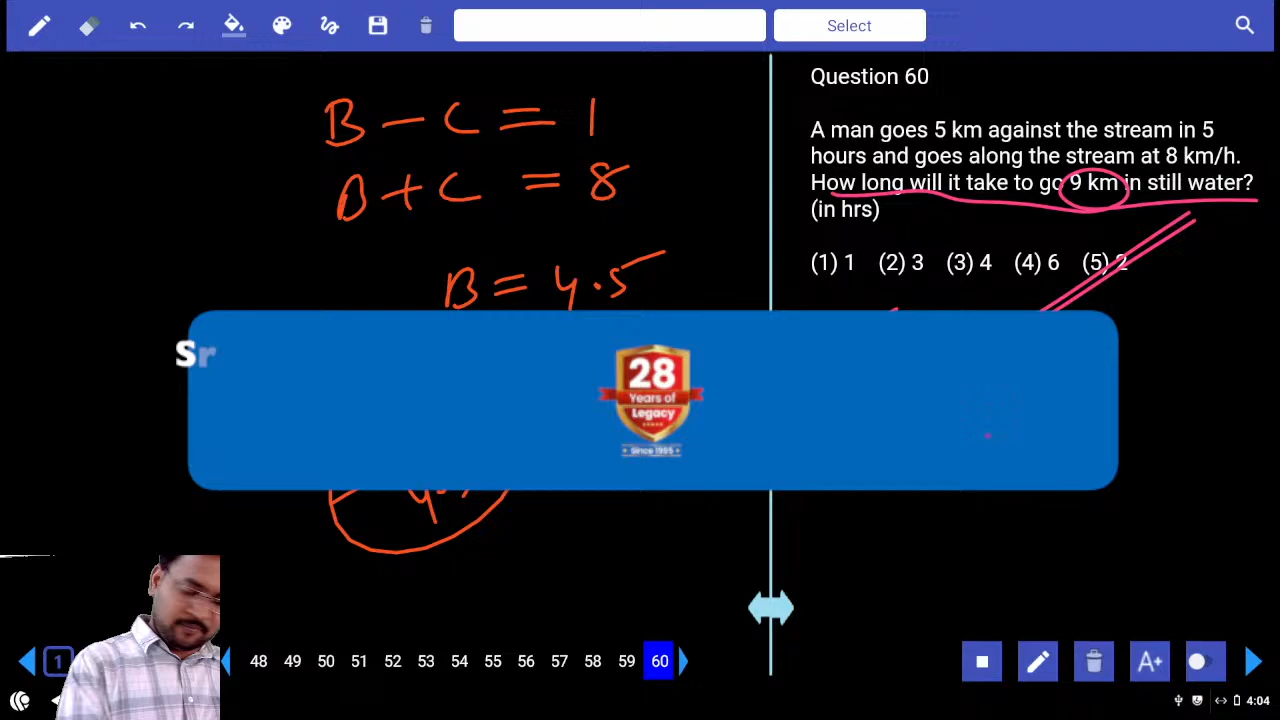 Select
B - C = 1
B + C = 8
B = 4.5
Question 60
A man goes 5 km against the stream in 5
hours and goes along the stream at 8 km/h.
How long will it take to go 9 km in still water?
(in hrs)
(1) 1 (2) 3 (3) 4 (4) 6 (5) 2
Sr
28
Years of
Legacy
Since 1995
1
48 49 50 51 52 53 54 55 56 57 58 59 60
A+
4:04